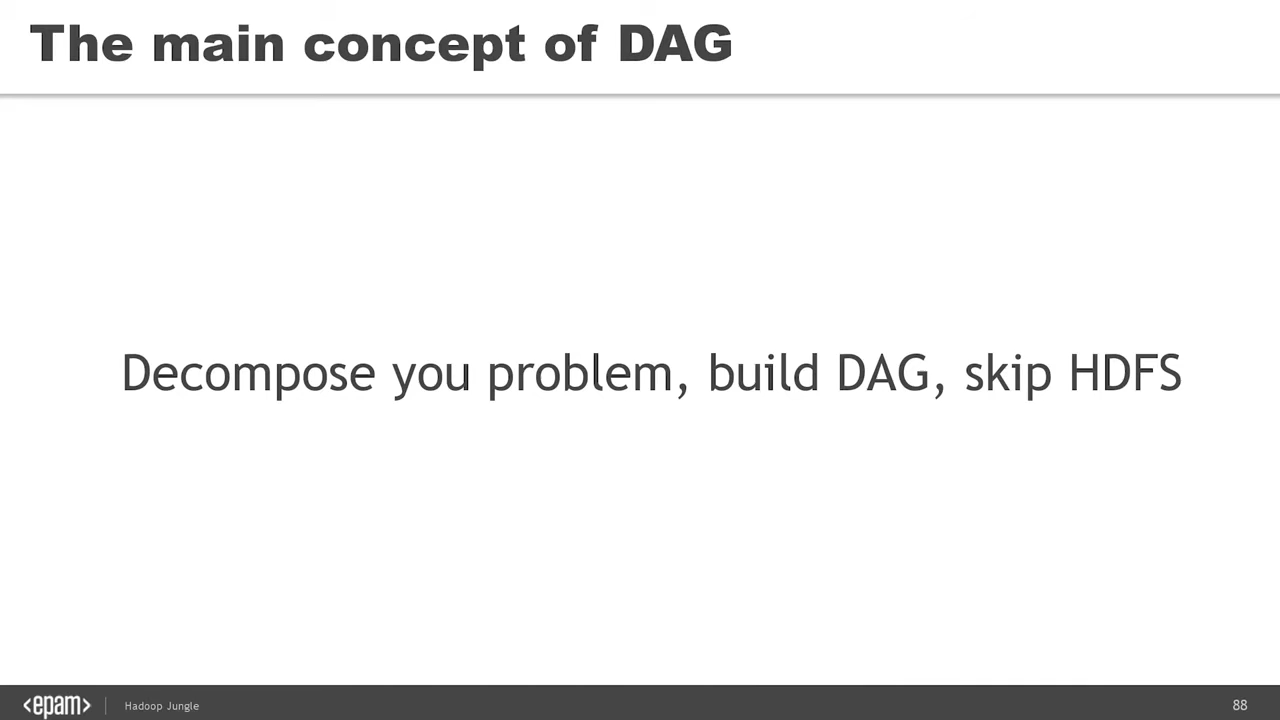 The main concept of DAG
Decompose you problem, build DAG, skip HDFS
<epam>
Hadoop Jungle
88